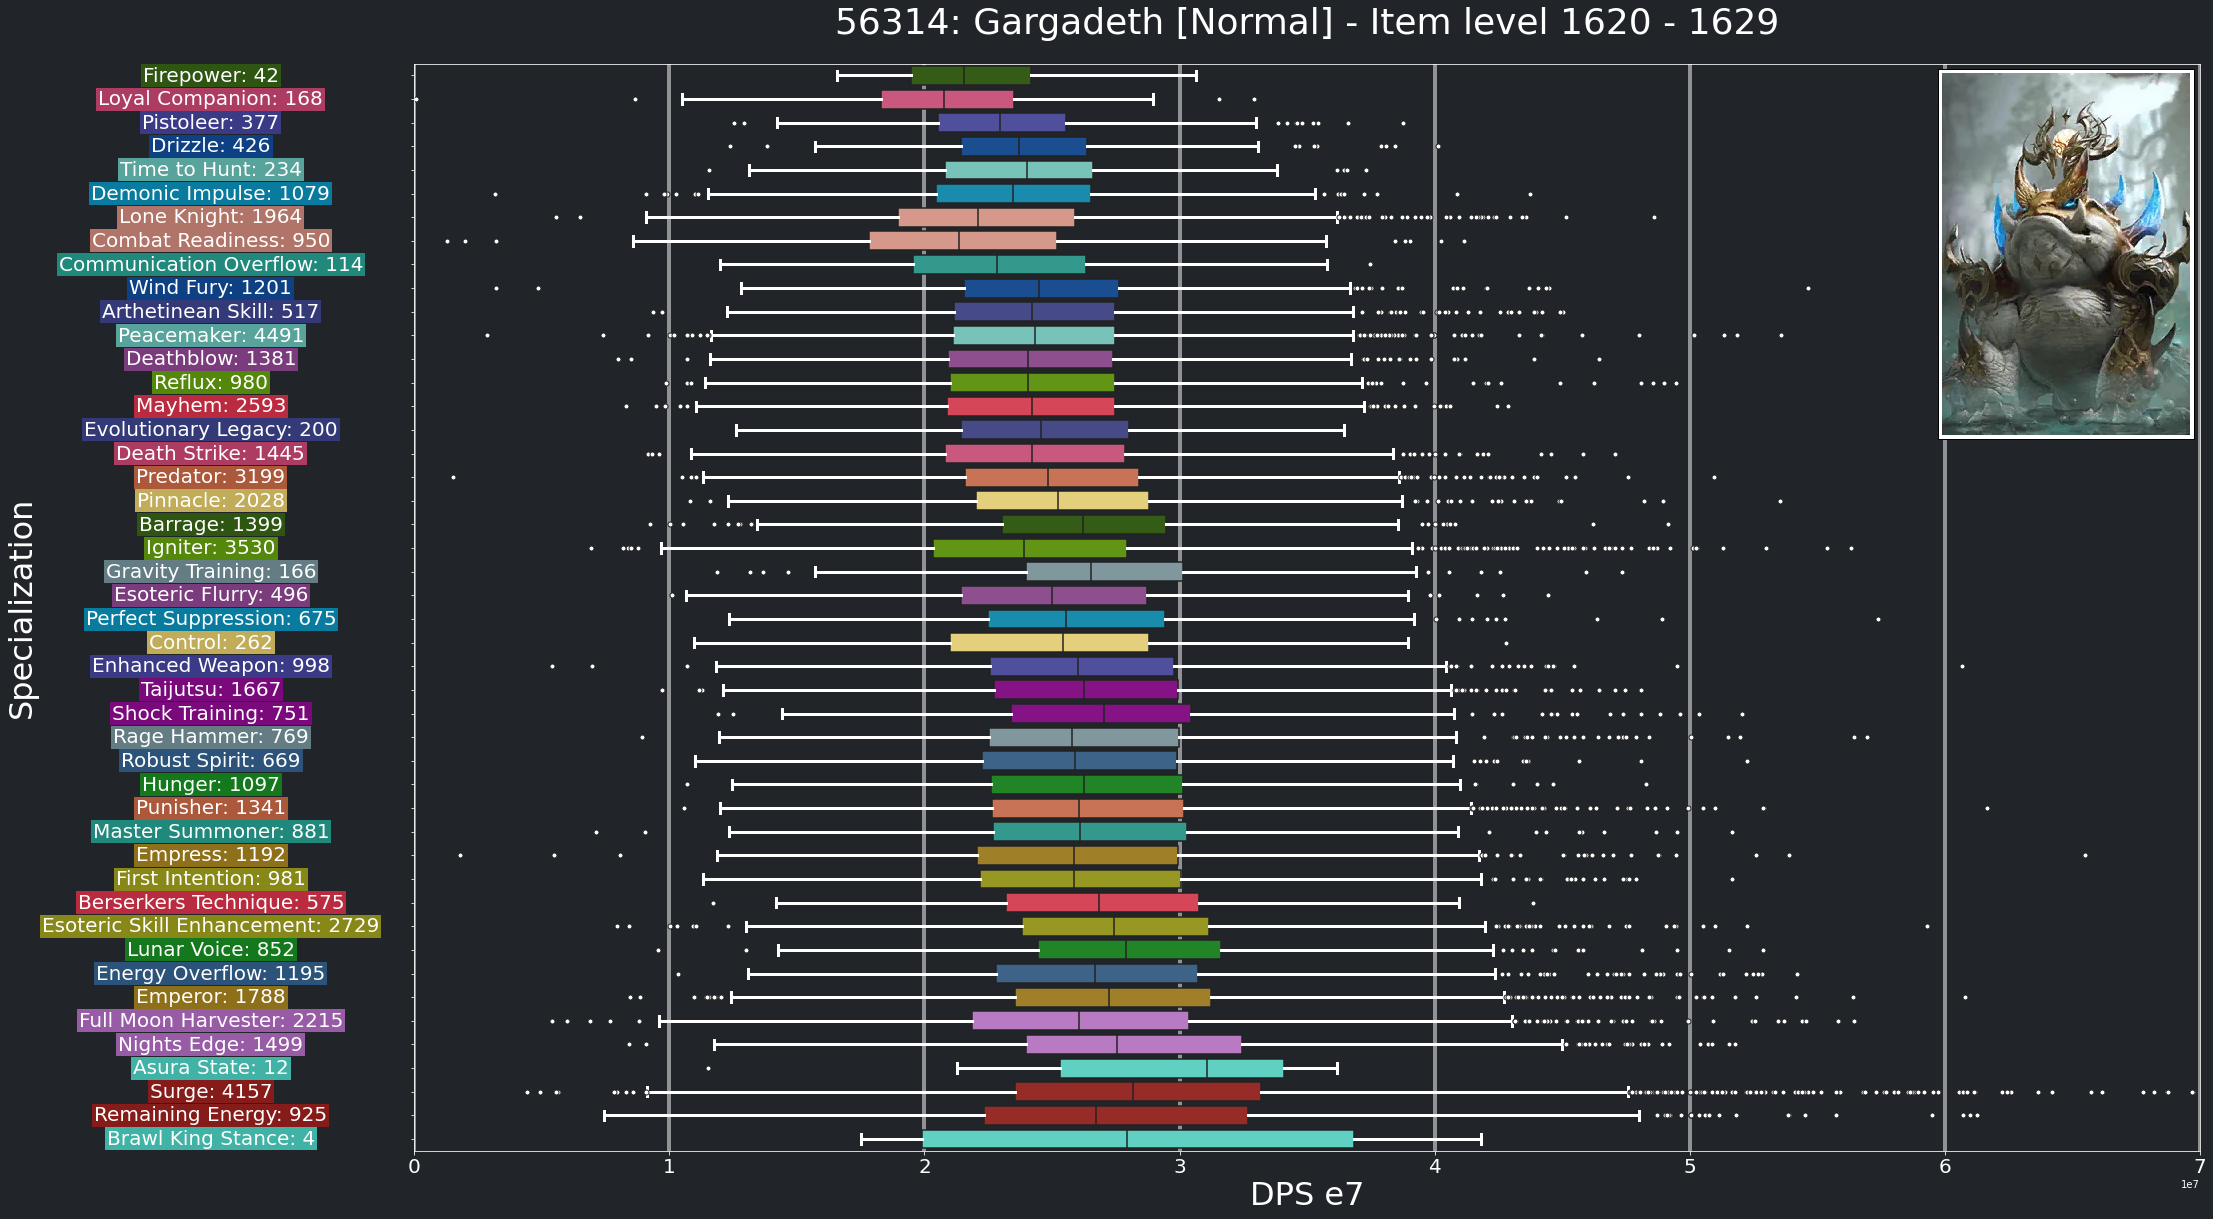 56314: Gargadeth [Normal] - Item level 1620 - 1629
Specialization
Firepower: 42
Loyal Companion: 168
Pistoleer: 377
Drizzle: 426
Time to Hunt: 234
Demonic Impulse: 1079
Lone Knight: 1964
Combat Readiness: 950
Communication Overflow: 114
Wind Fury: 1201
Arthetinean Skill: 517
Peacemaker: 4491
Deathblow: 1381
Reflux: 980
Mayhem: 2593
Evolutionary Legacy: 200
Death Strike: 1445
Predator: 3199
Pinnacle: 2028
Barrage: 1399
Igniter: 3530
Gravity Training: 166
Esoteric Flurry: 496
Perfect Suppression: 675
Control: 262
Enhanced Weapon: 998
Taijutsu: 1667
Shock Training: 751
Rage Hammer: 769
Robust Spirit: 669
Hunger: 1097
Punisher: 1341
Master Summoner: 881
Empress: 1192
First Intention: 981
Berserkers Technique: 575
Esoteric Skill Enhancement: 2729
Lunar Voice: 852
Energy Overflow: 1195
Emperor: 1788
Full Moon Harvester: 2215
Nights Edge: 1499
Asura State: 12
Surge: 4157
Remaining Energy: 925
Brawl King Stance: 4
0 1 2 3 4 5 6 7
DPS e7
1e7